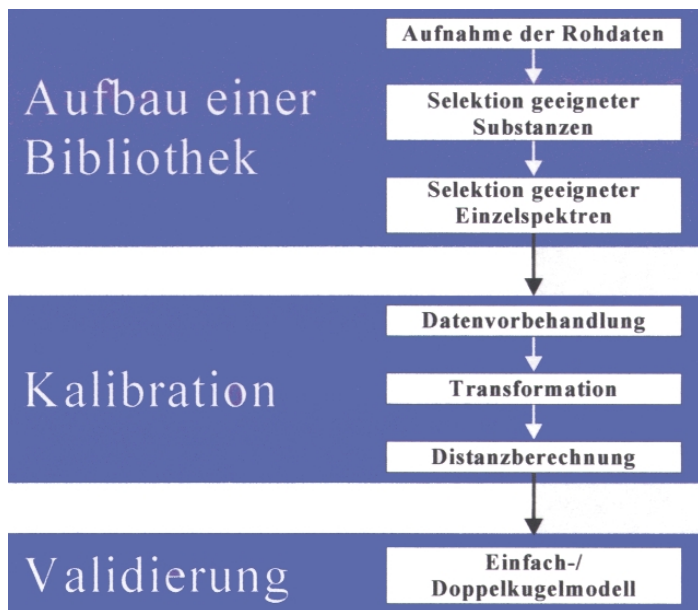 Aufbau einer
Bibliothek
Aufnahme der Rohdaten
Selektion geeigneter
Substanzen
Selektion geeigneter
Einzelspektren
Kalibration
Datenvorbehandlung
Transformation
Distanzberechnung
Validierung
Einfach-/
Doppelkugelmodell